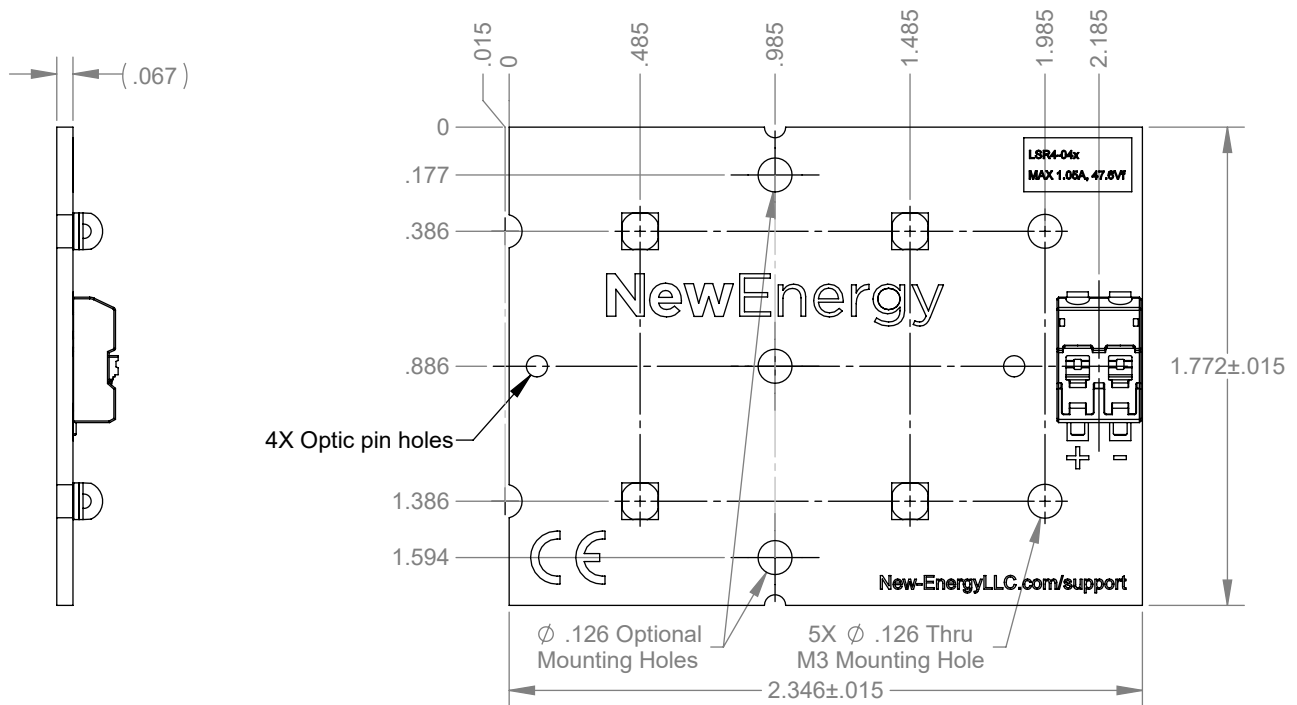 (.067)
.015
0
.485
.985
1.485
1.985
2.185
0
.177
.386
.886
1.386
1.594
LSR4-04x
MAX 1.05A, 47.6Vf
NewEnergy
1.772±.015
4X Optic pin holes
+ -
CE
New-EnergyLLC.com/support
Ø .126 Optional
Mounting Holes
5X Ø .126 Thru
M3 Mounting Hole
2.346±.015